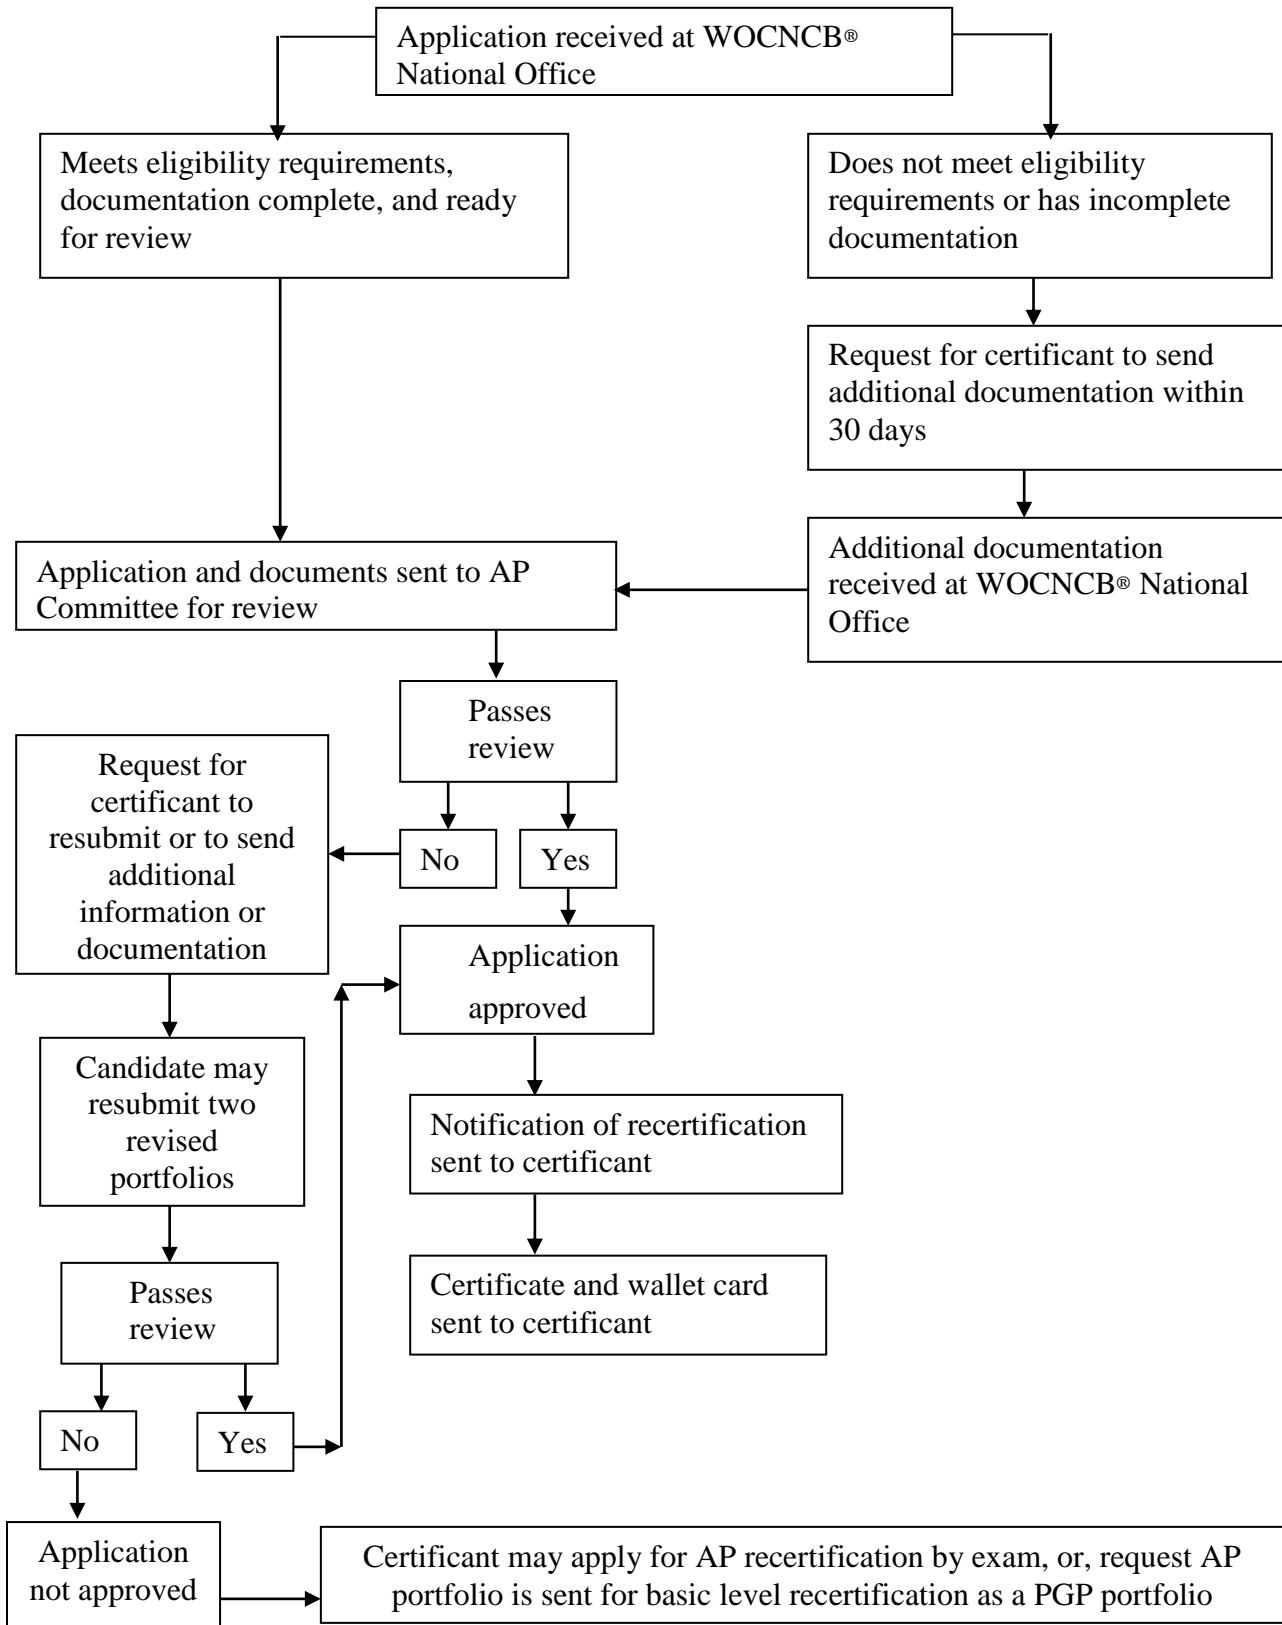 Application received at WOCNCB®
National Office
Meets eligibility requirements,
documentation complete, and ready
for review
Does not meet eligibility
requirements or has incomplete
documentation
Request for certificant to send
additional documentation within
30 days
Additional documentation
received at WOCNCB® National
Office
Application and documents sent to AP
Committee for review
Passes
review
No
Yes
Request for
certificant to
resubmit or to send
additional
information or
documentation
Application
approved
Candidate may
resubmit two
revised
portfolios
Notification of recertification
sent to certificant
Certificate and wallet card
sent to certificant
Passes
review
No
Yes
Application
not approved
Certificant may apply for AP recertification by exam, or, request AP
portfolio is sent for basic level recertification as a PGP portfolio